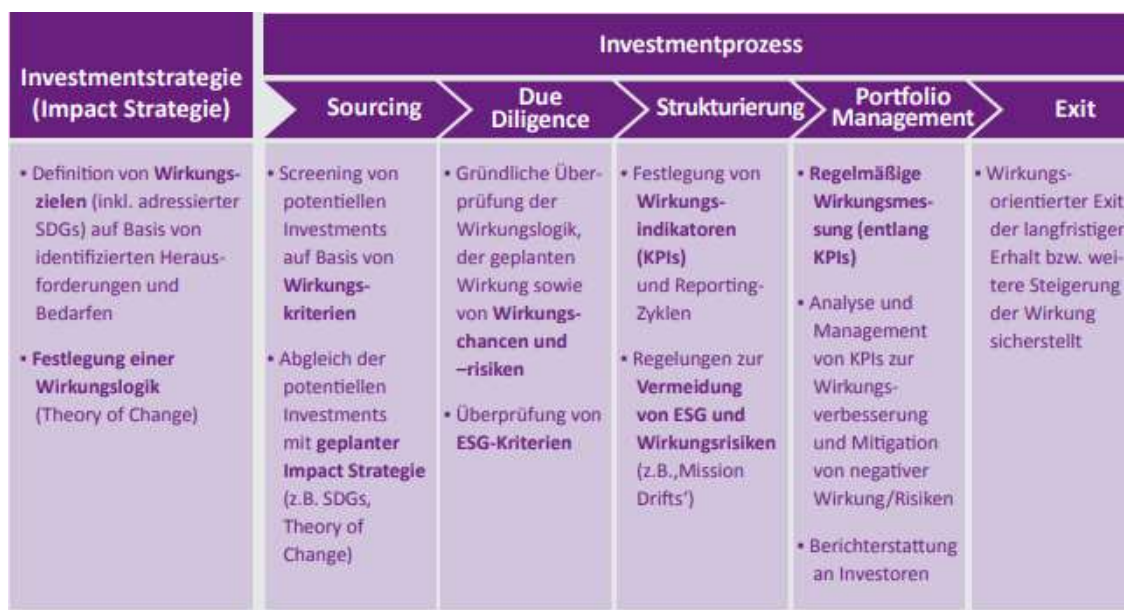 Investmentprozess
Investmentstrategie
(Impact Strategie)
Sourcing
Due
Diligence
Strukturierung
Portfolio
Management
Exit
• Definition von Wirkungs-
zielen (inkl. adressierter
SDGs) auf Basis von
identifizierten Heraus-
forderungen und
Bedarfen
• Festlegung einer
Wirkungslogik
(Theory of Change)
• Screening von
potentiellen
Investments
auf Basis von
Wirkungs-
kriterien
• Abgleich der
potentiellen
Investments
mit geplanter
Impact Strategie
(z.B. SDGs,
Theory of
Change)
• Gründliche Über-
prüfung der
Wirkungslogik,
der geplanten
Wirkung sowie
von Wirkungs-
chancen und
–risiken
• Überprüfung von
ESG-Kriterien
• Festlegung von
Wirkungs-
indikatoren
(KPIs)
und Reporting-
Zyklen
• Regelungen zur
Vermeidung
von ESG und
Wirkungsrisiken
(z.B.‚Mission
Drifts‘)
• Regelmäßige
Wirkungsmes-
sung (entlang
KPIs)
• Analyse und
Management
von KPIs zur
Wirkungs-
verbesserung
und Mitigation
von negativer
Wirkung/Risiken
• Berichterstattung
an Investoren
• Wirkungs-
orientierter Exit
der langfristigen
Erhalt bzw. wei-
tere Steigerung
der Wirkung
sicherstellt